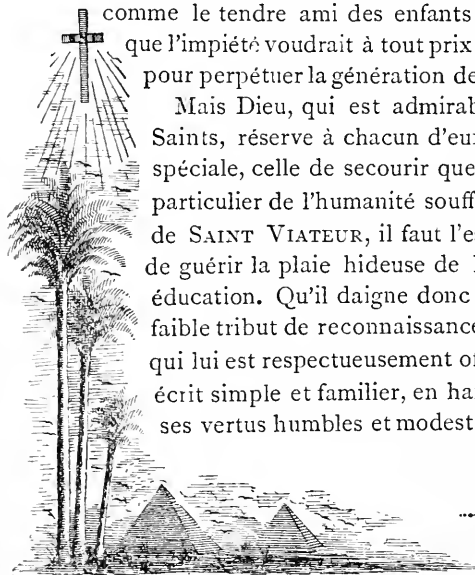 comme le tendre ami des enfants
que l'impiété voudrait à tout prix
pour perpétuer la génération de
Mais Dieu, qui est admirab
Saints, réserve à chacun d'eux
spéciale, celle de secourir que
particulier de l'humanité souff
de SAINT VIATEUR, il faut l'es
de guérir la plaie hideuse de
éducation. Qu'il daigne donc
faible tribut de reconnaissance
qui lui est respectueusement of
écrit simple et familier, en ha
ses vertus humbles et modest